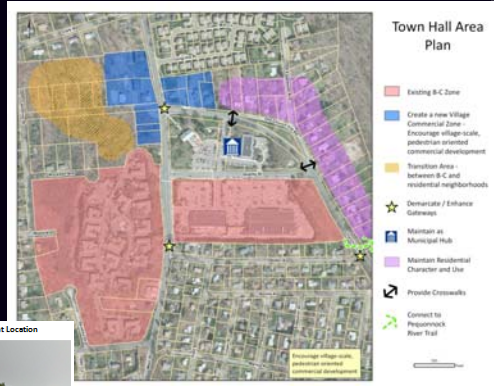 Town Hall Area
Plan
Existing B-C Zone
Create a new Village
Commercial Zone -
Encourage village-scale,
pedestrian oriented
commercial development
Transition Area -
between B-C and
residential neighborhoods
Demarcate / Enhance
Gateways
Maintain as
Municipal Hub
Maintain Residential
Character and Use
Provide Crosswalks
Connect to
Pequonnock
River Trail
Encourage village-scale,
pedestrian oriented
commercial development
t Location